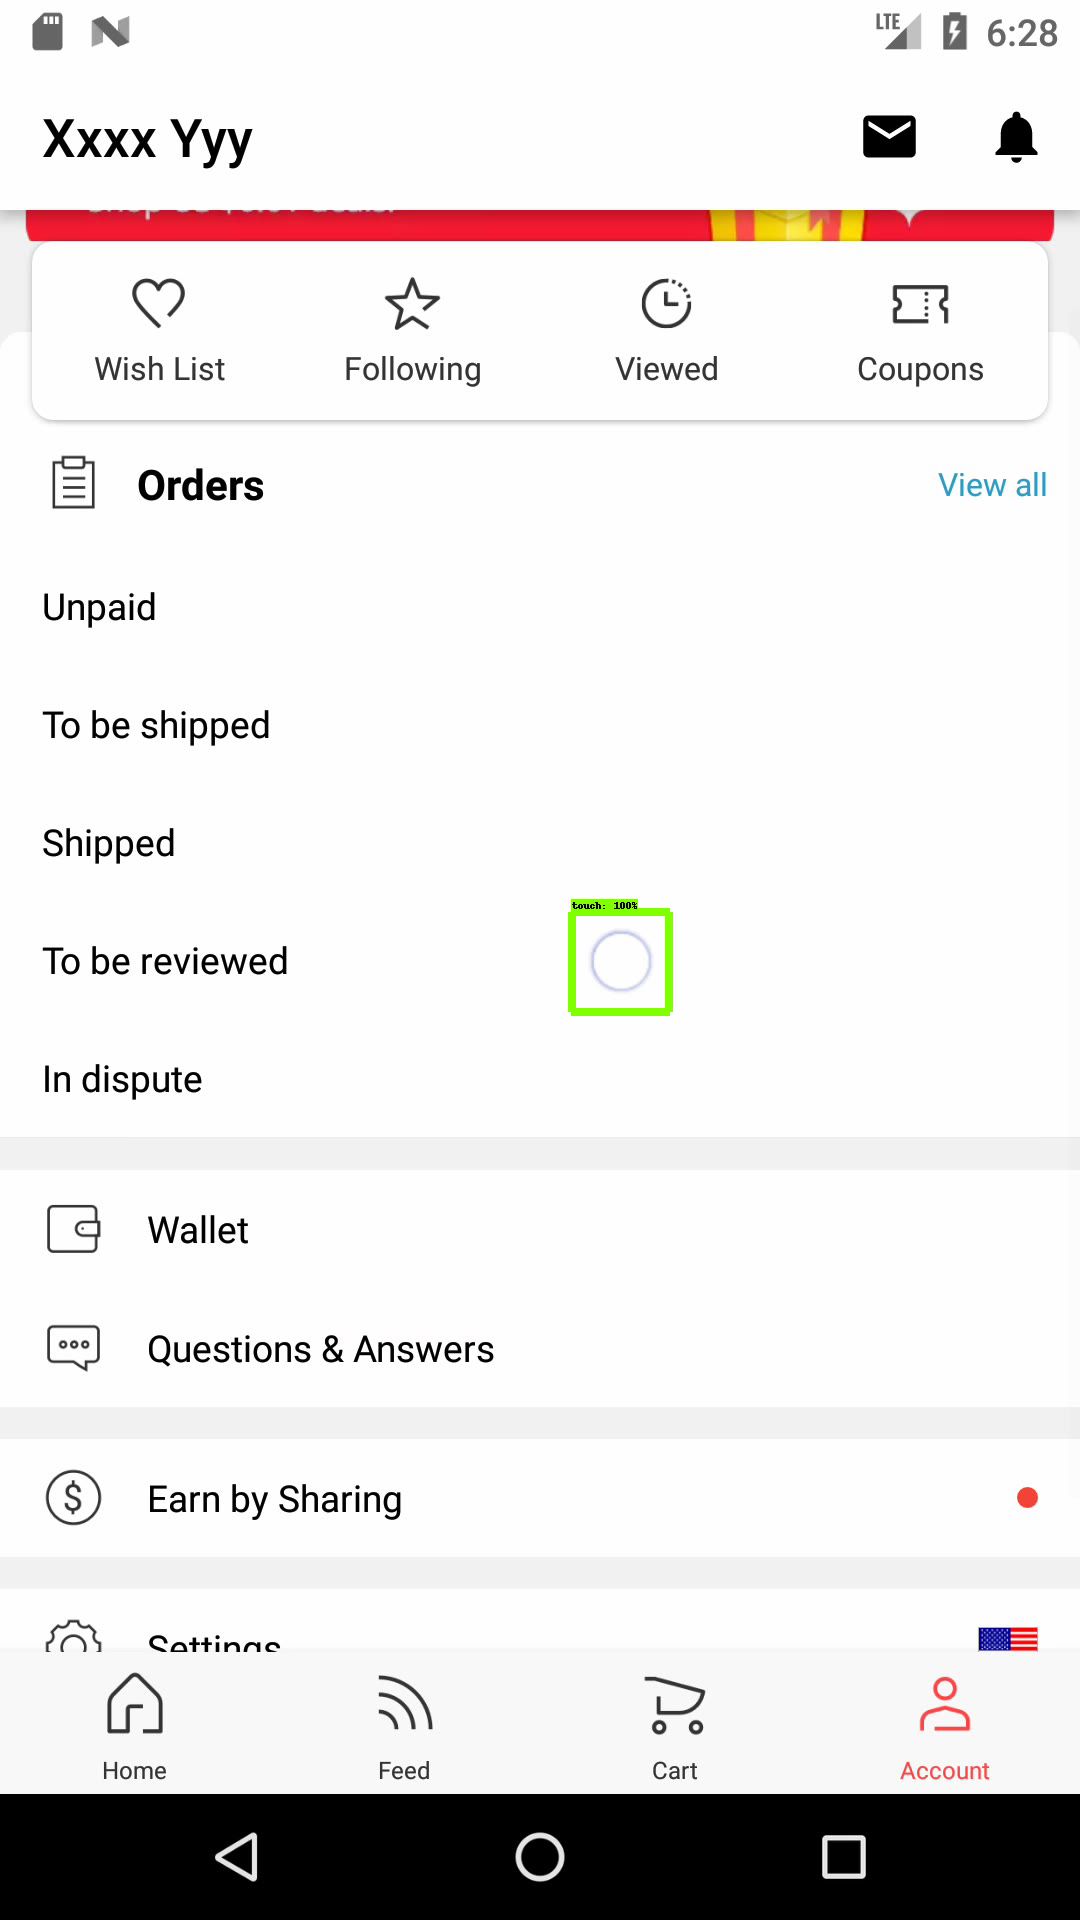 LTE 6:28
Xxxx Yyy
Wish List Following Viewed Coupons
Orders View all
Unpaid
To be shipped
Shipped
touch: 100%
To be reviewed
In dispute
Wallet
Questions & Answers
Earn by Sharing
Settings
Home Feed Cart Account